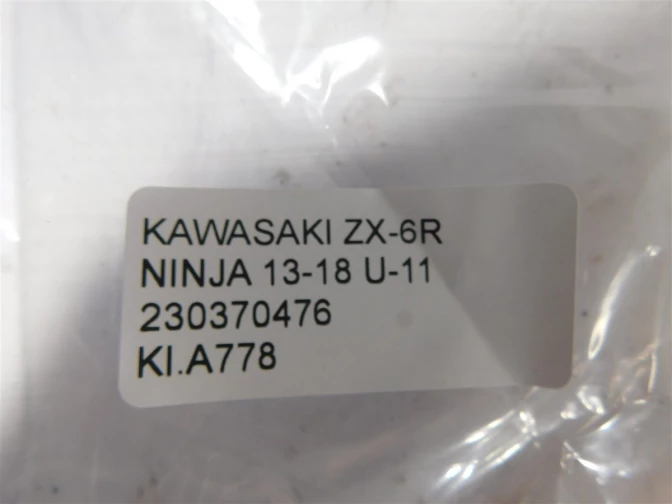 KAWASAKI ZX-6R
NINJA 13-18 U-11
230370476
KI.A778